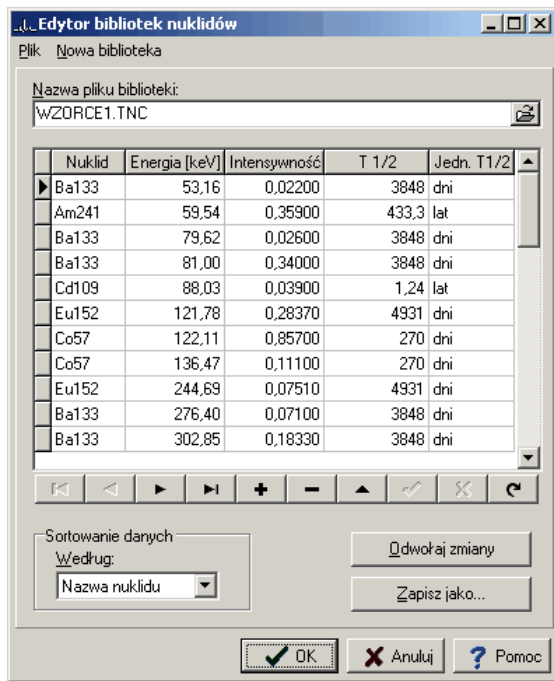 Edytor bibliotek nuklidów
Plik Nowa biblioteka
Nazwa pliku biblioteki:
WZORCE1.TNC
Nuklid Energia [keV] Intensywność T 1/2 Jedn. T1/2
Ba133 53,16 0,02200 3848 dni
Am241 59,54 0,35900 433,3 lat
Ba133 79,62 0,02600 3848 dni
Ba133 81,00 0,34000 3848 dni
Cd109 88,03 0,03900 1,24 lat
Eu152 121,78 0,28370 4931 dni
Co57 122,11 0,85700 270 dni
Co57 136,47 0,11100 270 dni
Eu152 244,69 0,07510 4931 dni
Ba133 276,40 0,07100 3848 dni
Ba133 302,85 0,18330 3848 dni
Sortowanie danych
Według:
Nazwa nuklidu
Odwołaj zmiany
Zapisz jako...
OK Anuluj ? Pomoc